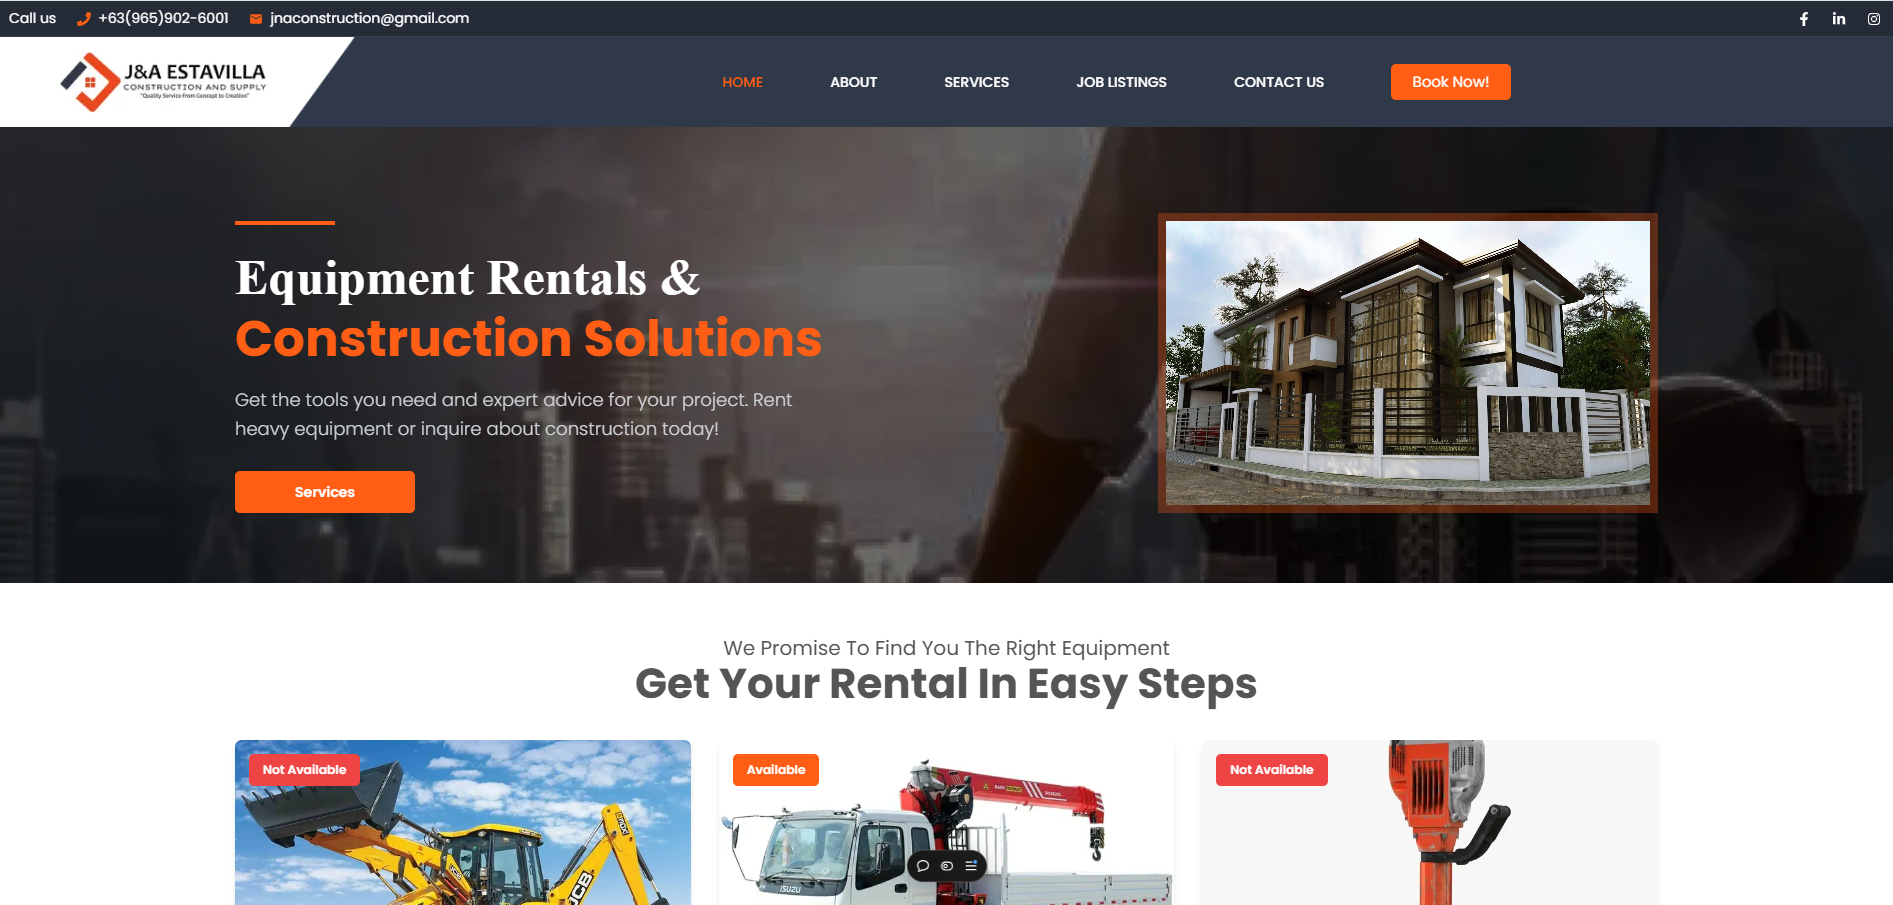 Call us +63(965)902-6001 jnaconstruction@gmail.com
J&A ESTAVILLA
CONSTRUCTION AND SUPPLY
"Quality Service From Concept to Creation"
HOME ABOUT SERVICES JOB LISTINGS CONTACT US Book Now!
Equipment Rentals &
Construction Solutions
Get the tools you need and expert advice for your project. Rent
heavy equipment or inquire about construction today!
Services
We Promise To Find You The Right Equipment
Get Your Rental In Easy Steps
Not Available
Available
Not Available
JCB
ISUZU